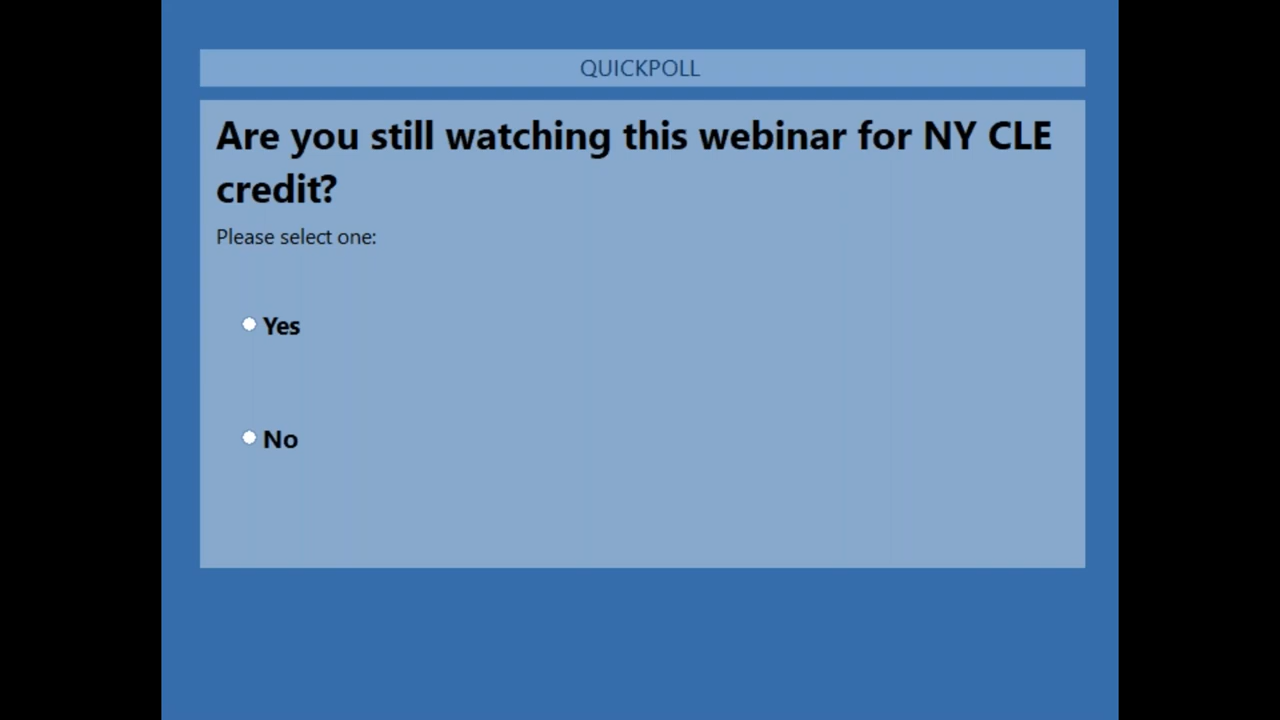 QUICKPOLL
Are you still watching this webinar for NY CLE
credit?
Please select one:
Yes
No